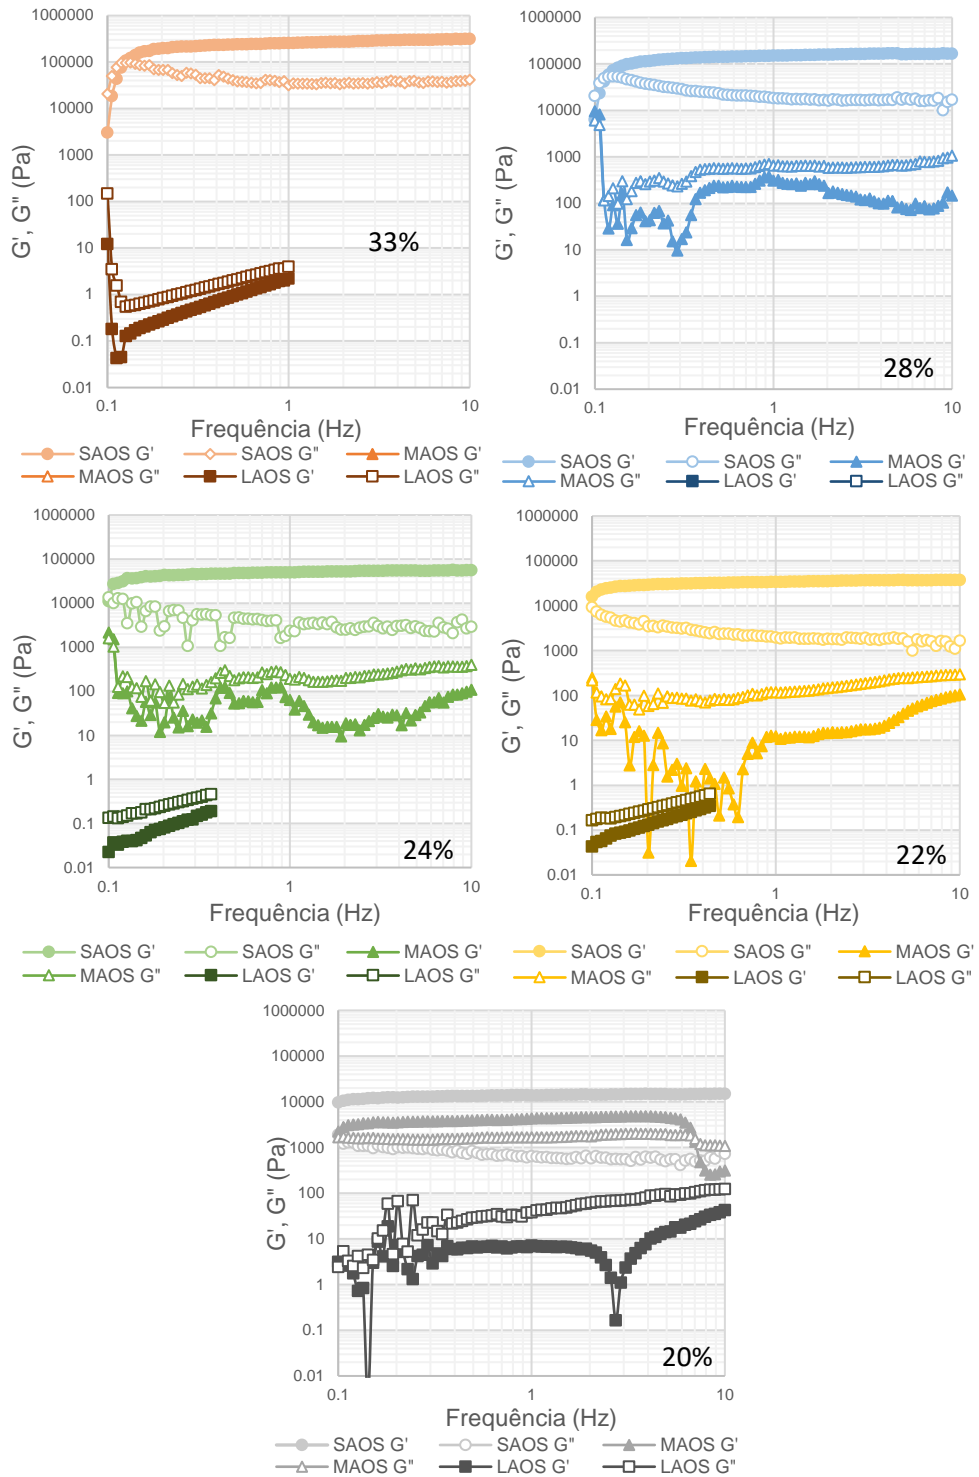 1000000
100000
10000
1000
100
10
1
0.1
0.01
G', G" (Pa)
33%
0.1
1
10
Frequência (Hz)
SAOS G'
SAOS G"
MAOS G'
MAOS G"
LAOS G'
LAOS G"
1000000
100000
10000
1000
100
10
1
0.1
0.01
G', G" (Pa)
28%
0.1
1
10
Frequência (Hz)
SAOS G'
SAOS G"
MAOS G'
MAOS G"
LAOS G'
LAOS G"
1000000
100000
10000
1000
100
10
1
0.1
0.01
G', G" (Pa)
24%
0.1
1
10
Frequência (Hz)
SAOS G'
SAOS G"
MAOS G'
MAOS G"
LAOS G'
LAOS G"
1000000
100000
10000
1000
100
10
1
0.1
0.01
G', G" (Pa)
22%
0.1
1
10
Frequência (Hz)
SAOS G'
SAOS G"
MAOS G'
MAOS G"
LAOS G'
LAOS G"
1000000
100000
10000
1000
100
10
1
0.1
0.01
G', G" (Pa)
20%
0.1
1
10
Frequência (Hz)
SAOS G'
SAOS G"
MAOS G'
MAOS G"
LAOS G'
LAOS G"